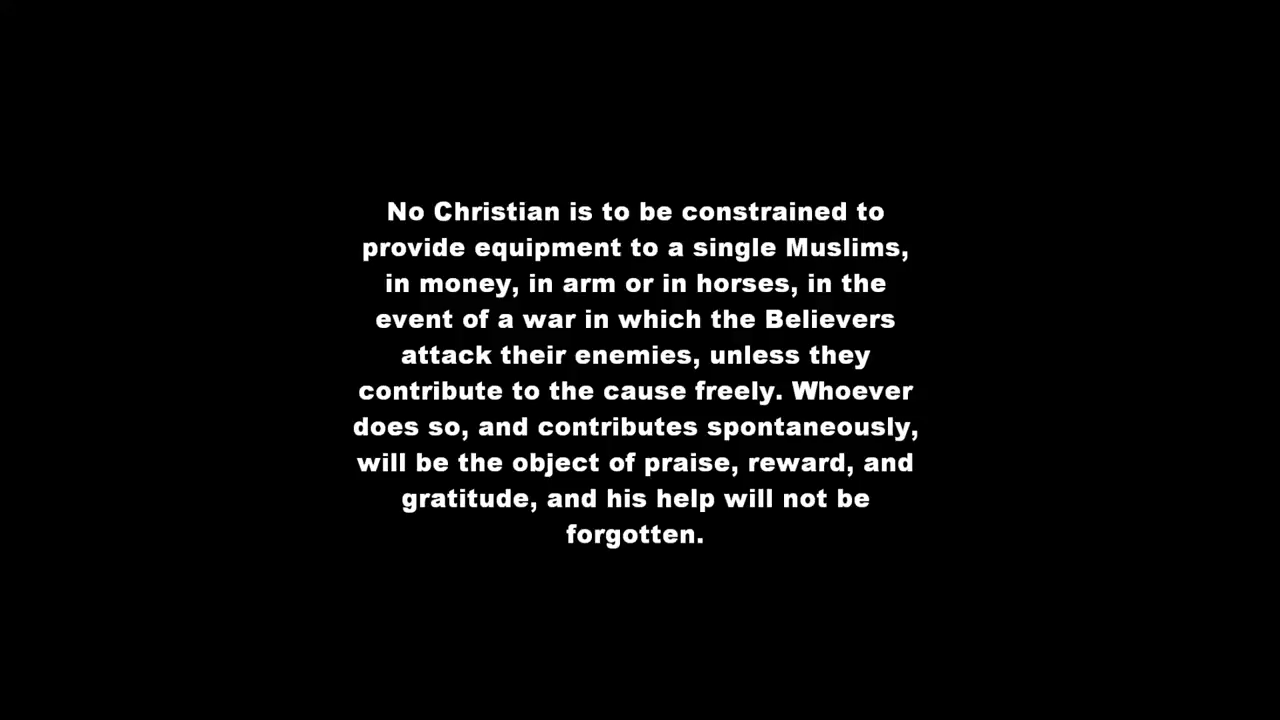 No Christian is to be constrained to
provide equipment to a single Muslims,
in money, in arm or in horses, in the
event of a war in which the Believers
attack their enemies, unless they
contribute to the cause freely. Whoever
does so, and contributes spontaneously,
will be the object of praise, reward, and
gratitude, and his help will not be
forgotten.